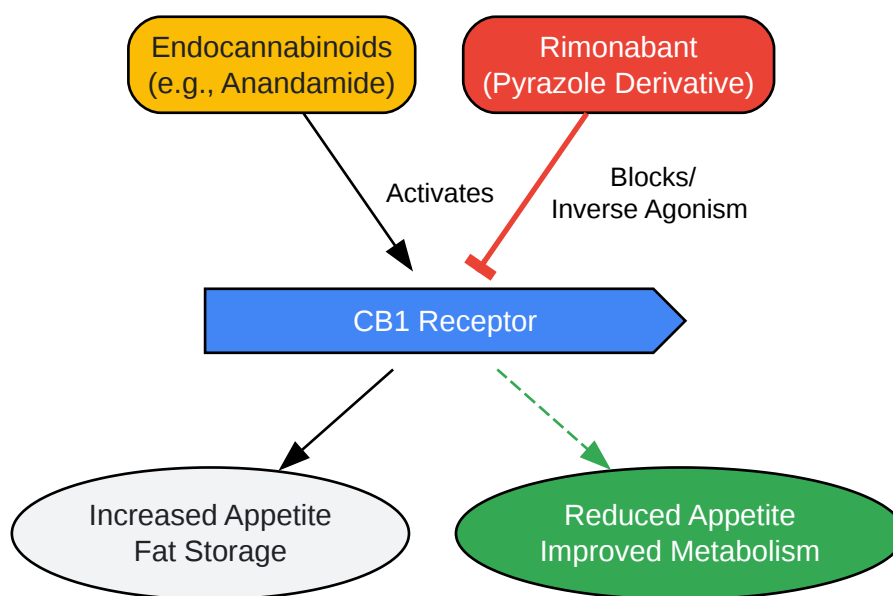 Endocannabinoids
(e.g., Anandamide)
Rimonabant
(Pyrazole Derivative)
Activates
Blocks/
Inverse Agonism
CB1 Receptor
Increased Appetite
Fat Storage
Reduced Appetite
Improved Metabolism